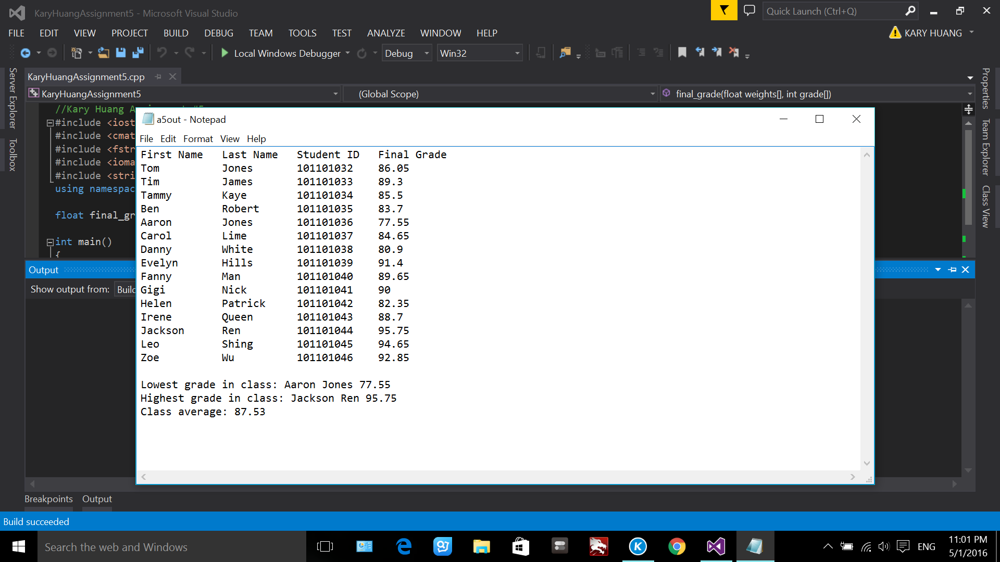 KaryHuangAssignment5 - Microsoft Visual Studio
Quick Launch (Ctrl+Q)
FILE EDIT VIEW PROJECT BUILD DEBUG TEAM TOOLS TEST ANALYZE WINDOW HELP
KARY HUANG
Local Windows Debugger Debug Win32
Server Explorer
Toolbox
Properties
Team Explorer
Class View
KaryHuangAssignment5.cpp
KaryHuangAssignment5 (Global Scope) final_grade(float weights[], int grade[])
//Kary Huang
#include <iost
#include <cmat
#include <fstr
#include <ioma
#include <stri
using namespac
float final_gr
int main()
{
a5out - Notepad
File Edit Format View Help
First Name Last Name Student ID Final Grade
Tom Jones 101101032 86.05
Tim James 101101033 89.3
Tammy Kaye 101101034 85.5
Ben Robert 101101035 83.7
Aaron Jones 101101036 77.55
Carol Lime 101101037 84.65
Danny White 101101038 80.9
Evelyn Hills 101101039 91.4
Fanny Man 101101040 89.65
Gigi Nick 101101041 90
Helen Patrick 101101042 82.35
Irene Queen 101101043 88.7
Jackson Ren 101101044 95.75
Leo Shing 101101045 94.65
Zoe Wu 101101046 92.85
Lowest grade in class: Aaron Jones 77.55
Highest grade in class: Jackson Ren 95.75
Class average: 87.53
Output
Show output from: Build
Breakpoints Output
Build succeeded
Search the web and Windows
K
ENG
11:01 PM
5/1/2016